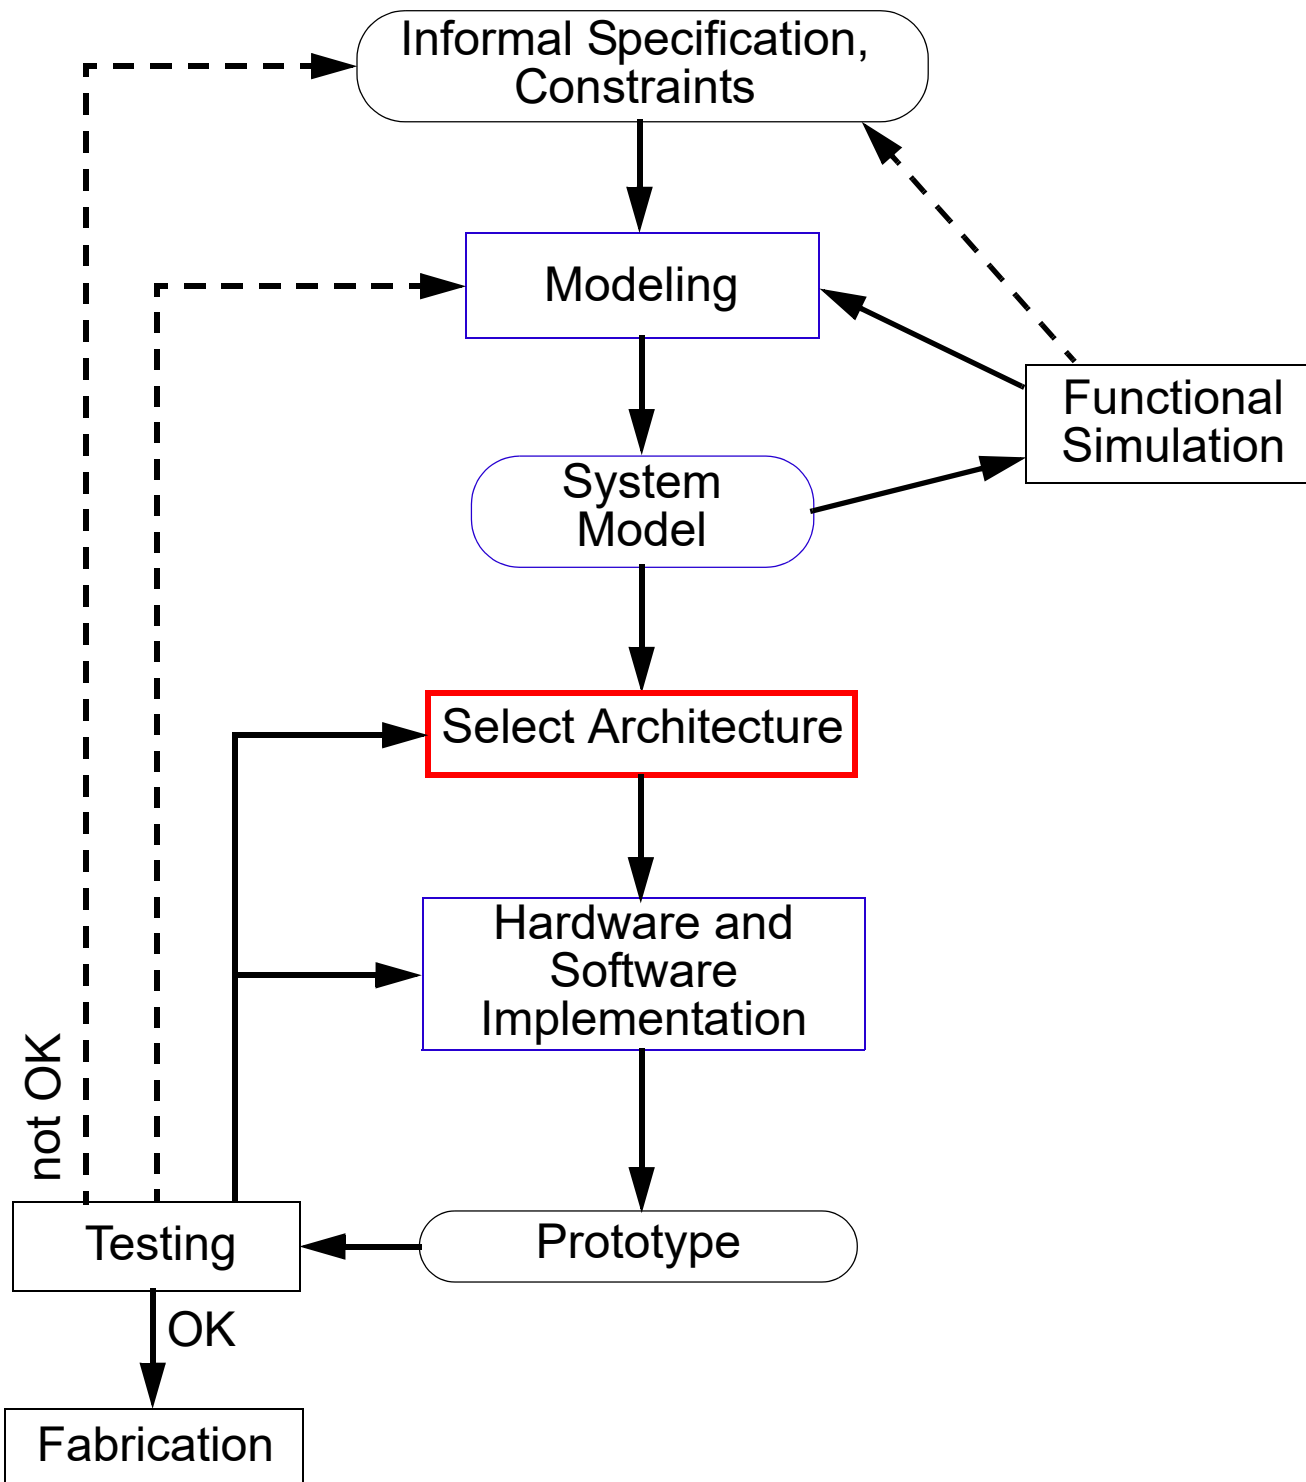 Informal Specification,
Constraints
Modeling
Functional
Simulation
System
Model
Select Architecture
Hardware and
Software
Implementation
not OK
Testing
Prototype
OK
Fabrication